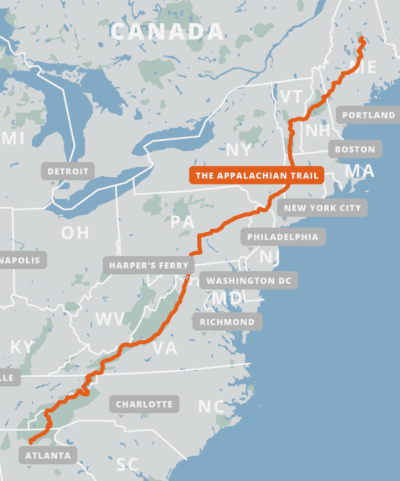 CANADA
ME
VT
PORTLAND
NH
MI
BOSTON
NY
DETROIT
MA
THE APPALACHIAN TRAIL
NEW YORK CITY
PA
OH
PHILADELPHIA
NJ
NAPOLIS
HARPER'S FERRY
WASHINGTON DC
MD
WV
RICHMOND
KY
VA
LLE
CHARLOTTE
NC
ATLANTA
SC